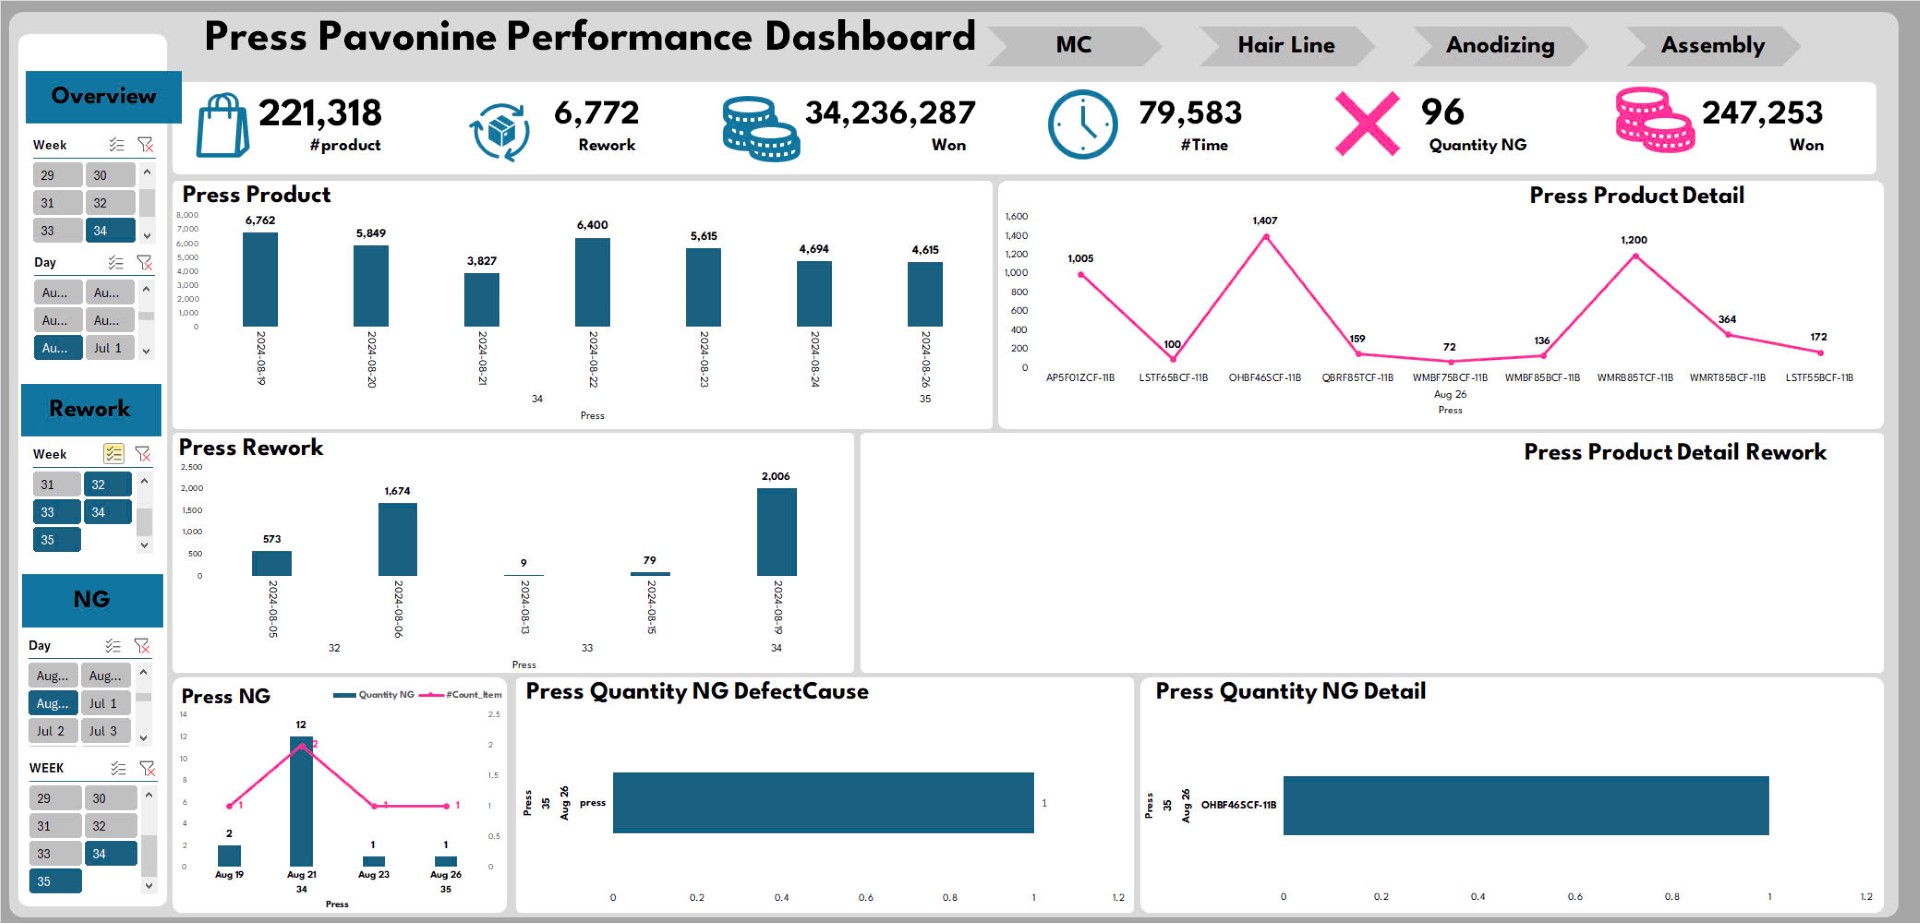 Press Pavonine Performance Dashboard
MC
Hair Line
Anodizing
Assembly
Overview
221,318
#product
6,772
Rework
34,236,287
Won
79,583
#Time
96
Quantity NG
247,253
Won
Week
29 30
31 32
33 34
Day
Au... Au...
Au... Au...
Au... Jul 1
Rework
Week
31 32
33 34
35
NG
Day
Aug... Aug...
Aug... Jul 1
Jul 2 Jul 3
WEEK
29 30
31 32
33 34
35
Press Product
8,000
7,000
6,000
5,000
4,000
3,000
2,000
1,000
0
6,762
5,849
3,827
6,400
5,615
4,694
4,615
2024-08-19
2024-08-20
2024-08-21
2024-08-22
2024-08-23
2024-08-24
2024-08-26
34
35
Press
Press Product Detail
1,600
1,400
1,200
1,000
800
600
400
200
0
1,005
100
1,407
159
72
136
1,200
364
172
AP5F01ZCF-11B
LSTF65BCF-11B
OHBF46SCF-11B
QBRF85TCF-11B
WMBF75BCF-11B
WMBF85BCF-11B
WMRB85TCF-11B
WMRT85BCF-11B
LSTF55BCF-11B
Aug 26
Press
Press Rework
2,500
2,000
1,500
1,000
500
0
573
1,674
9
79
2,006
2024-08-05
2024-08-06
2024-08-13
2024-08-15
2024-08-19
32
33
34
Press
Press Product Detail Rework
Press NG
Quantity NG
#Count_Item
14
12
10
8
6
4
2
0
2.5
2
1.5
1
0.5
0
2
12
1
1
1
2
1
1
Aug 19
Aug 21
Aug 23
Aug 26
34
35
Press
Press Quantity NG DefectCause
Press
35
Aug 26
press
1
0
0.2
0.4
0.6
0.8
1
1.2
Press Quantity NG Detail
Press
35
Aug 26
OHBF46SCF-11B
0
0.2
0.4
0.6
0.8
1
1.2